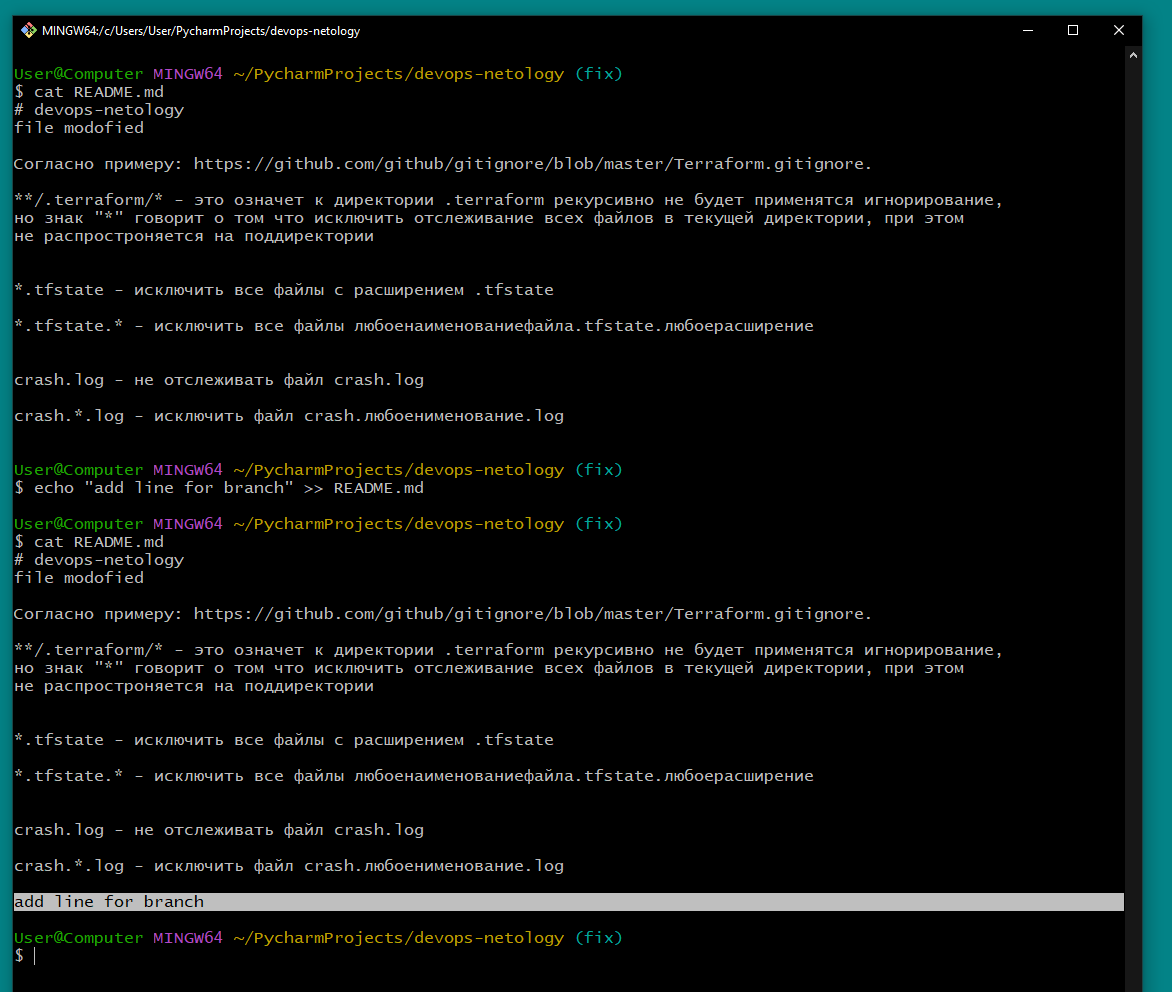 MINGW64:/c/Users/User/PycharmProjects/devops-netology
User@Computer MINGW64 ~/PycharmProjects/devops-netology (fix)
$ cat README.md
# devops-netology
file modofied
Согласно примеру: https://github.com/github/gitignore/blob/master/Terraform.gitignore.
**/.terraform/* - это означет к директории .terraform рекурсивно не будет применятся игнорирование,
но знак "*" говорит о том что исключить отслеживание всех файлов в текущей директории, при этом
не распростроняется на поддиректории
*.tfstate - исключить все файлы с расширением .tfstate
*.tfstate.* - исключить все файлы любоенаименованиефайла.tfstate.любоерасширение
crash.log - не отслеживать файл crash.log
crash.*.log - исключить файл crash.любоенименование.log
User@Computer MINGW64 ~/PycharmProjects/devops-netology (fix)
$ echo "add line for branch" >> README.md
User@Computer MINGW64 ~/PycharmProjects/devops-netology (fix)
$ cat README.md
# devops-netology
file modofied
Согласно примеру: https://github.com/github/gitignore/blob/master/Terraform.gitignore.
**/.terraform/* - это означет к директории .terraform рекурсивно не будет применятся игнорирование,
но знак "*" говорит о том что исключить отслеживание всех файлов в текущей директории, при этом
не распростроняется на поддиректории
*.tfstate - исключить все файлы с расширением .tfstate
*.tfstate.* - исключить все файлы любоенаименованиефайла.tfstate.любоерасширение
crash.log - не отслеживать файл crash.log
crash.*.log - исключить файл crash.любоенименование.log
add line for branch
User@Computer MINGW64 ~/PycharmProjects/devops-netology (fix)
$